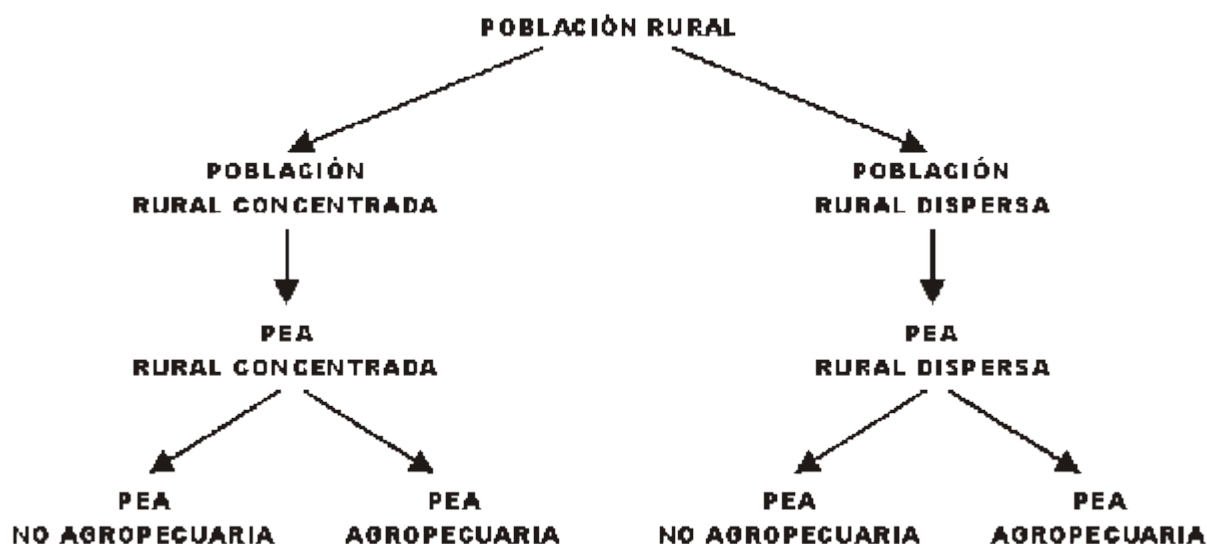 POBLACIÓN RURAL
POBLACIÓN
RURAL CONCENTRADA
POBLACIÓN
RURAL DISPERSA
PEA
RURAL CONCENTRADA
PEA
RURAL DISPERSA
PEA
NO AGROPECUARIA
PEA
AGROPECUARIA
PEA
NO AGROPECUARIA
PEA
AGROPECUARIA